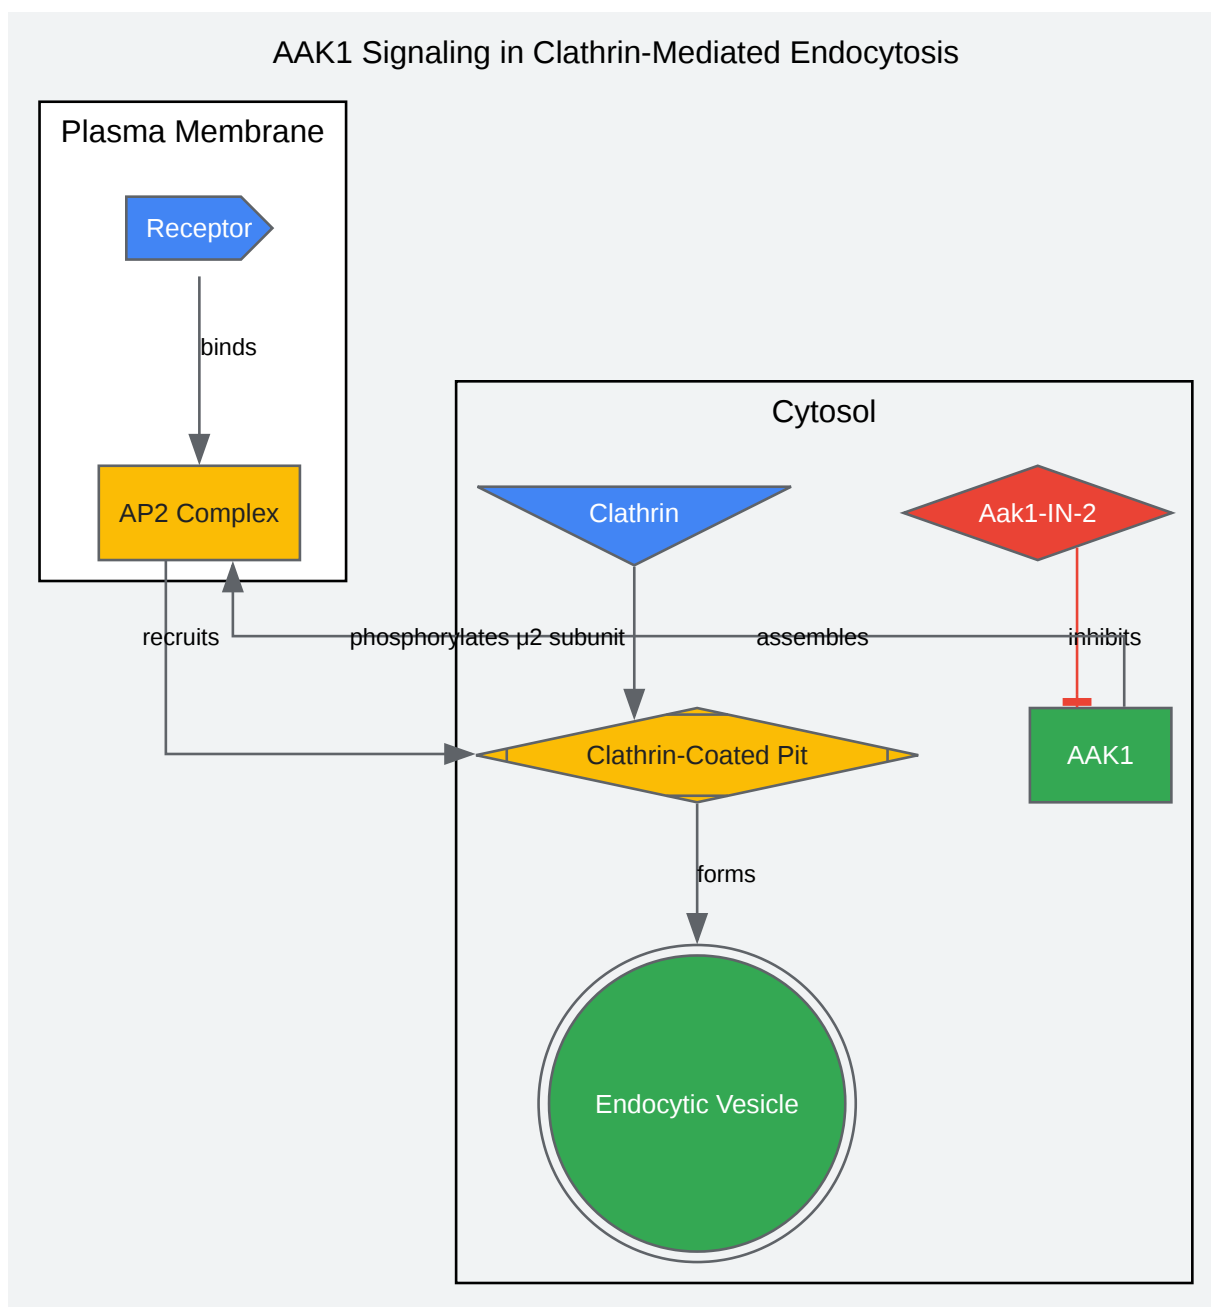 AAK1 Signaling in Clathrin-Mediated Endocytosis
Plasma Membrane
Receptor
binds
Cytosol
AP2 Complex
Clathrin
Aak1-IN-2
recruits
phosphorylates μ2 subunit
assembles
inhibits
Clathrin-Coated Pit
AAK1
forms
Endocytic Vesicle